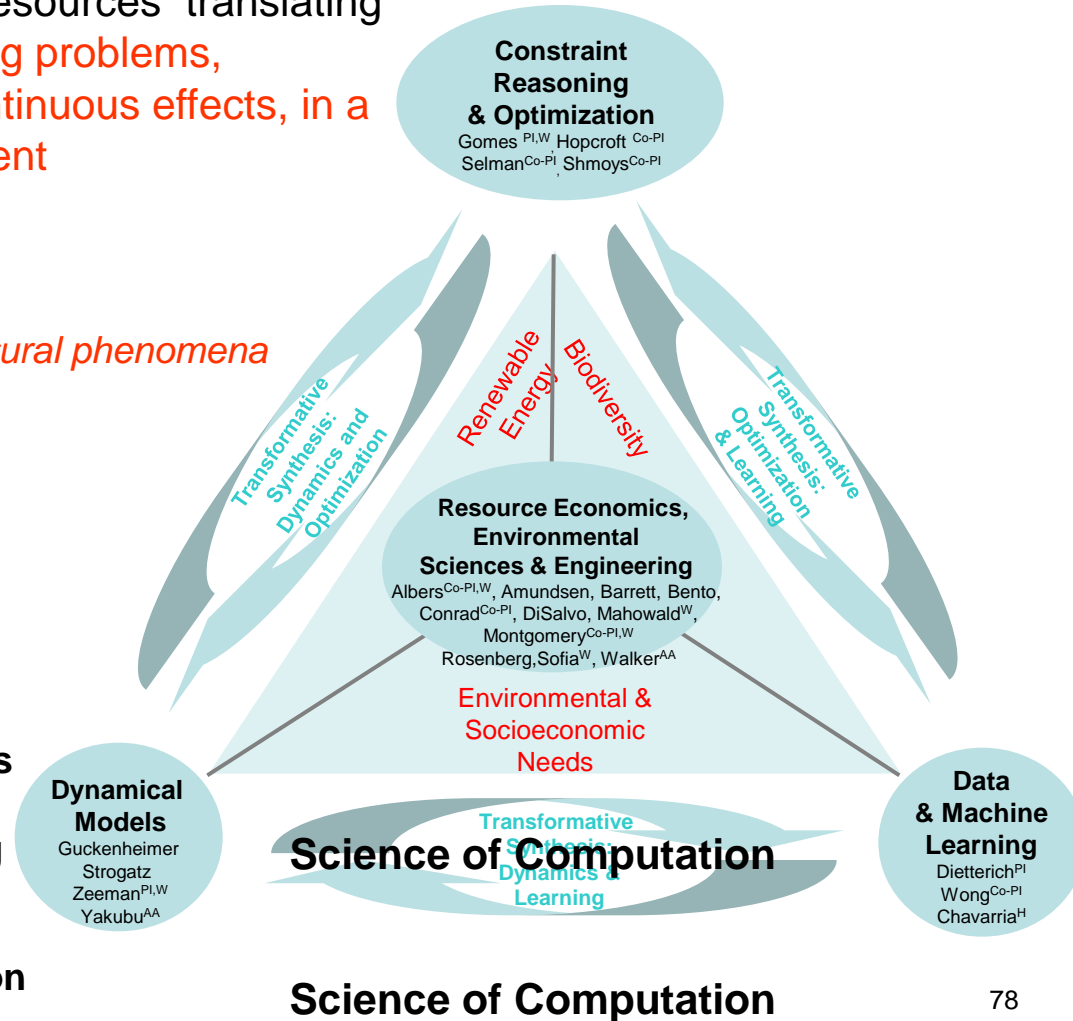 esources translating
g problems,
tinuous effects, in a
ent
ural phenomena
Constraint
Reasoning
& Optimization
Gomes PI,W, Hopcroft Co-PI
Selman Co-PI, Shmoys Co-PI
Transformative
Synthesis:
Dynamics and
Optimization
Renewable
Energy
Biodiversity
Transformative
Synthesis:
Optimization
& Learning
Resource Economics,
Environmental
Sciences & Engineering
Albers Co-PI,W, Amundsen, Barrett, Bento,
Conrad Co-PI, DiSalvo, Mahowald W,
Montgomery Co-PI,W
Rosenberg,Sofia W, Walker AA
Environmental &
Socioeconomic
Needs
s
g
on
Dynamical
Models
Guckenheimer
Strogatz
Zeeman PI,W
Yakubu AA
Transformative
Synthesis:
Dynamics &
Learning
Science of Computation
Data
& Machine
Learning
Dietterich PI
Wong Co-PI
Chavarria H
Science of Computation
78